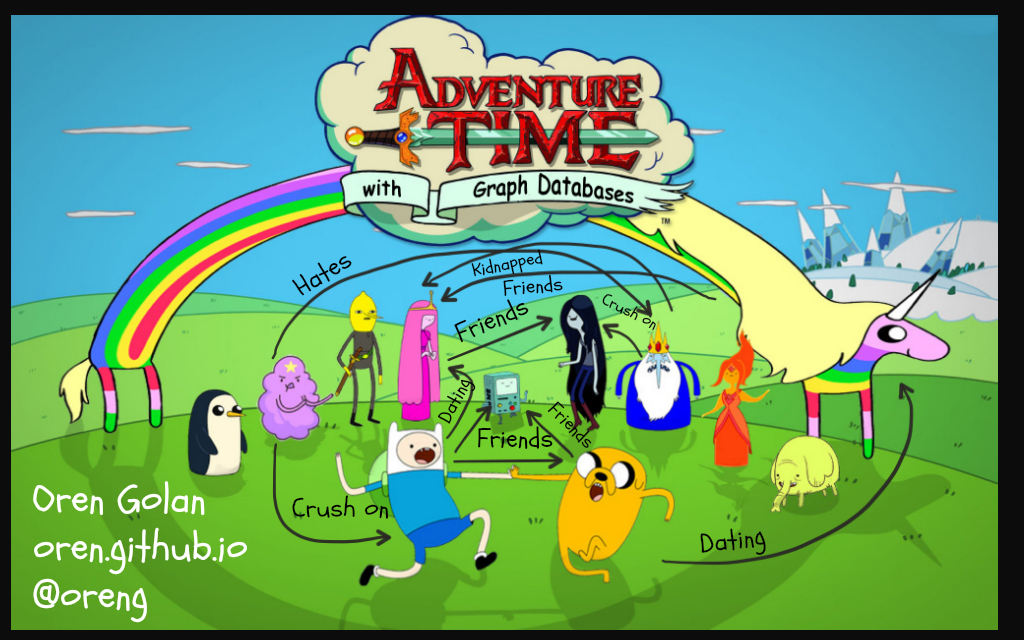 ADVENTURE
TIME
with Graph Databases
TM
Hates
Kidnapped
Friends
Crush on
Friends
Dating
Friends
Friends
Crush on
Dating
Oren Golan
oren.github.io
@oreng